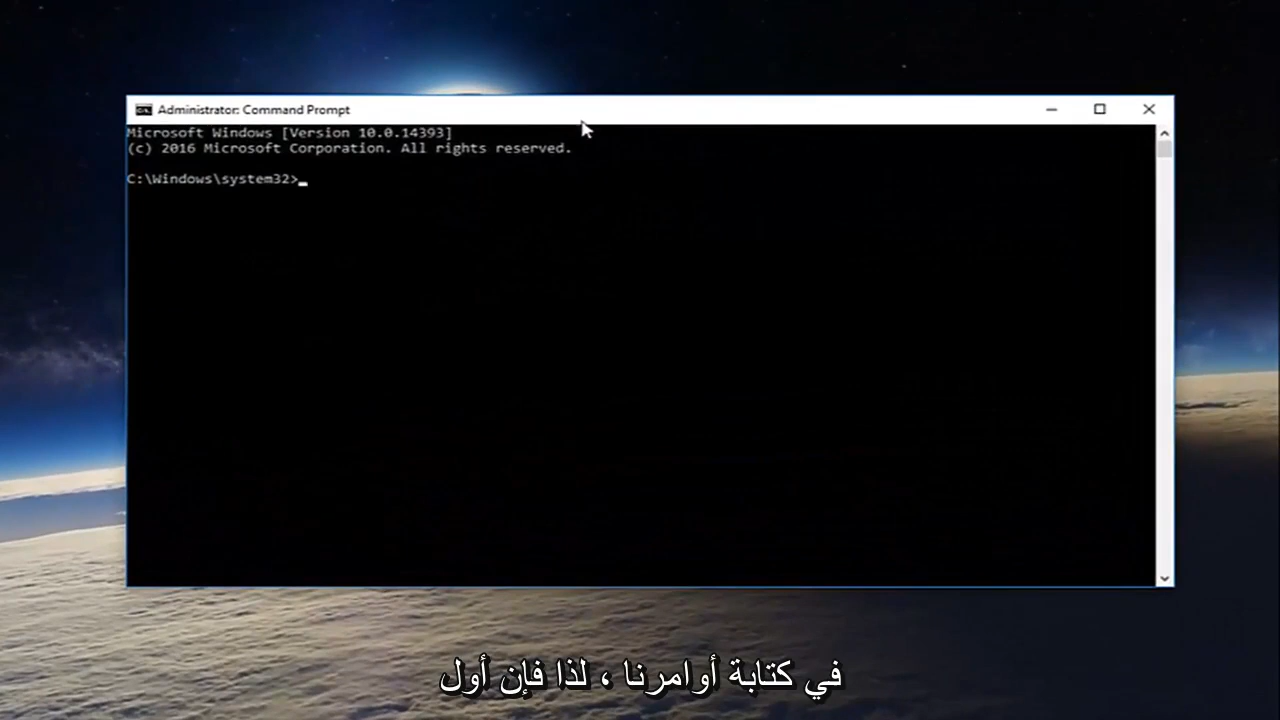 Administrator: Command Prompt
Microsoft Windows [Version 10.0.14393]
(c) 2016 Microsoft Corporation. All rights reserved.
C:\Windows\system32>
في كتابة أوامرنا ، لذا فإن أول